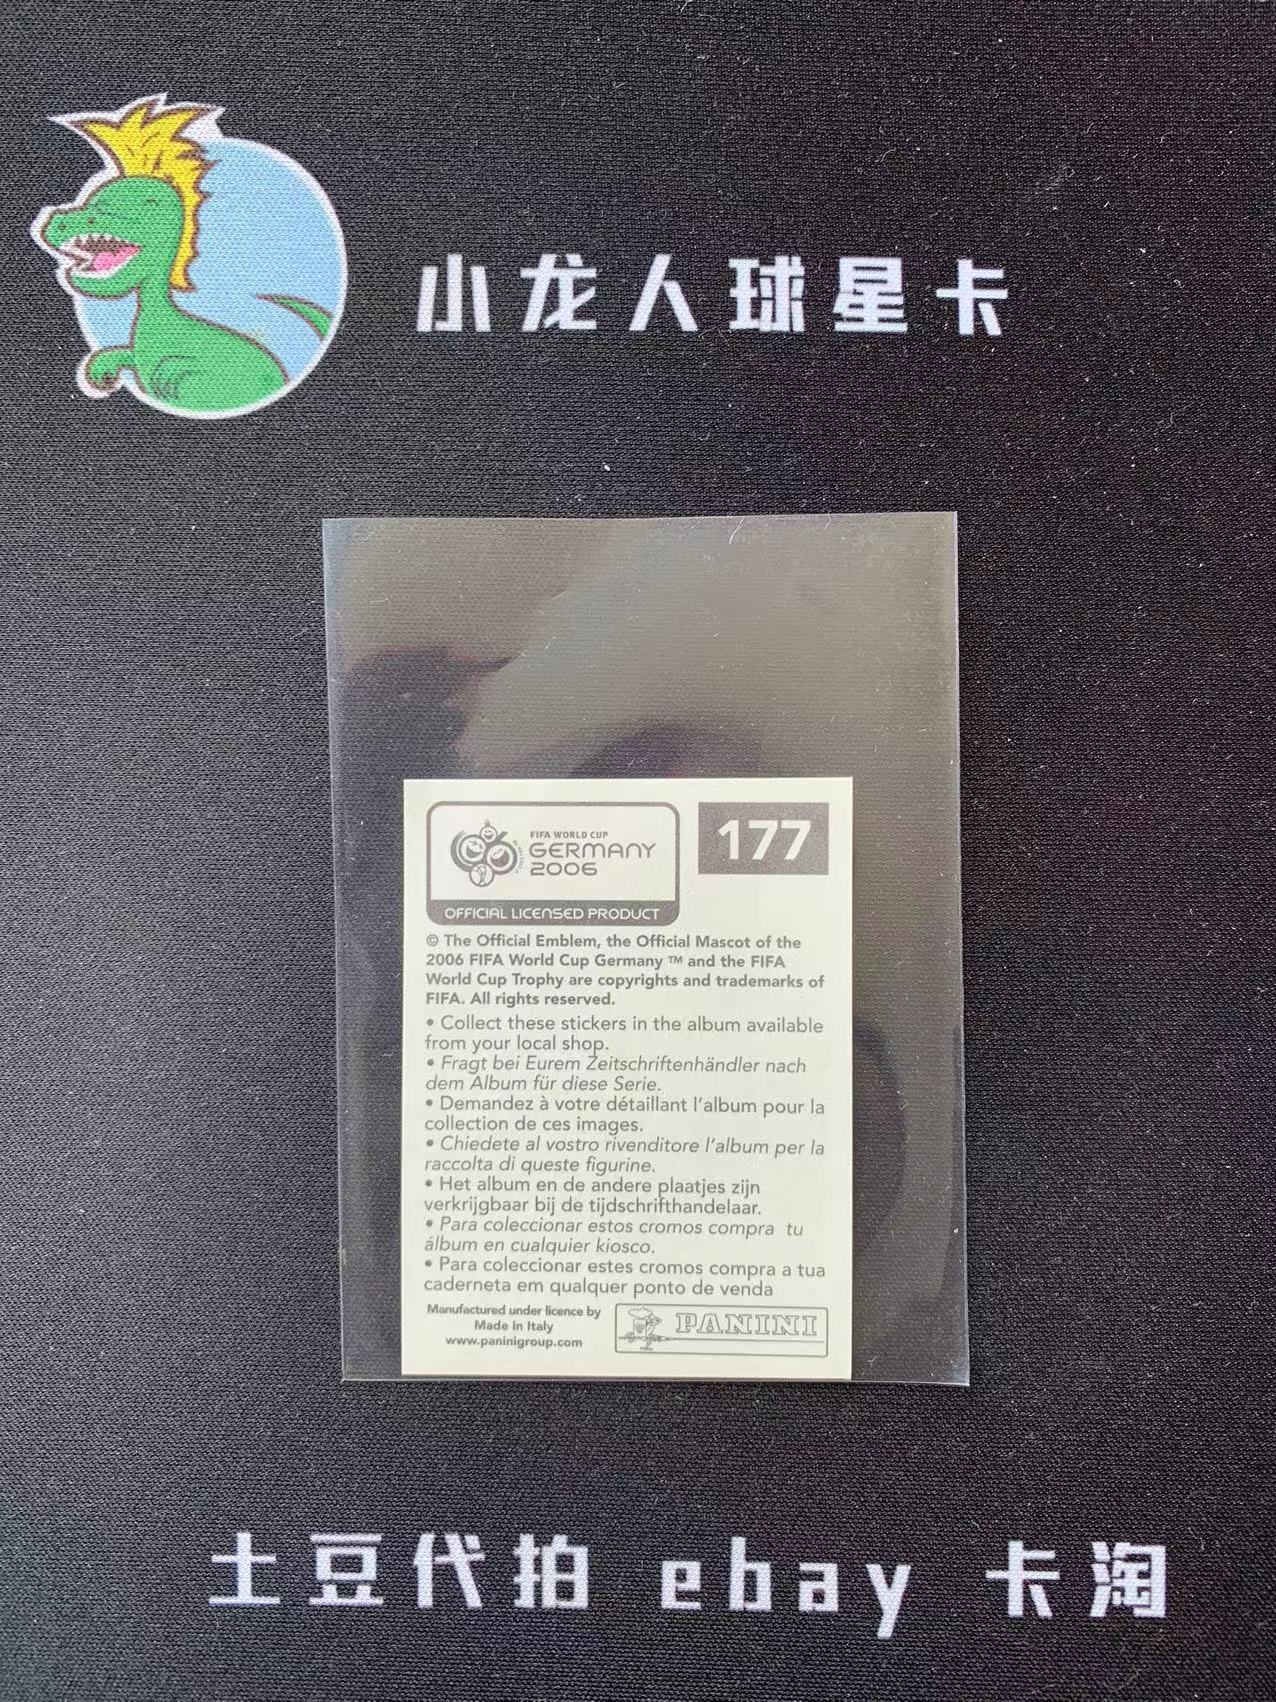 小龙人球星卡
FIFA WORLD CUP
GERMANY
2006
OFFICIAL LICENSED PRODUCT
177
© The Official Emblem, the Official Mascot of the
2006 FIFA World Cup Germany ™ and the FIFA
World Cup Trophy are copyrights and trademarks of
FIFA. All rights reserved.
• Collect these stickers in the album available
from your local shop.
• Fragt bei Eurem Zeitschriftenhändler nach
dem Album für diese Serie.
• Demandez à votre détaillant l'album pour la
collection de ces images.
• Chiedete al vostro rivenditore l'album per la
raccolta di queste figurine.
• Het album en de andere plaatjes zijn
verkrijgbaar bij de tijdschrifthandelaar.
• Para coleccionar estos cromos compra tu
álbum en cualquier kiosco.
• Para coleccionar estes cromos compra a tua
caderneta em qualquer ponto de venda
Manufactured under licence by
Made in Italy
www.paninigroup.com
PANINI
土豆代拍 ebay 卡淘